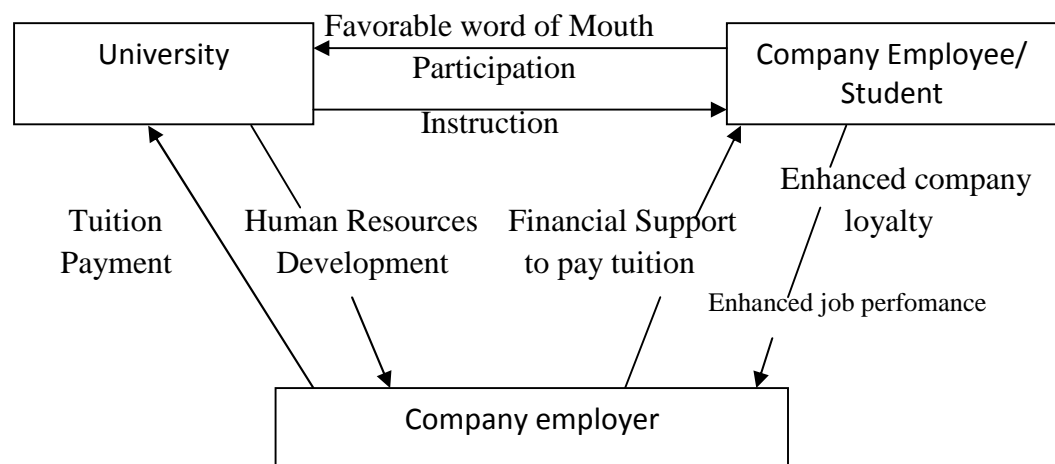 Favorable word of Mouth
University
Company Employee/
Student
Participation
Instruction
Enhanced company
loyalty
Tuition
Payment
Human Resources
Development
Financial Support
to pay tuition
Enhanced job perfomance
Company employer